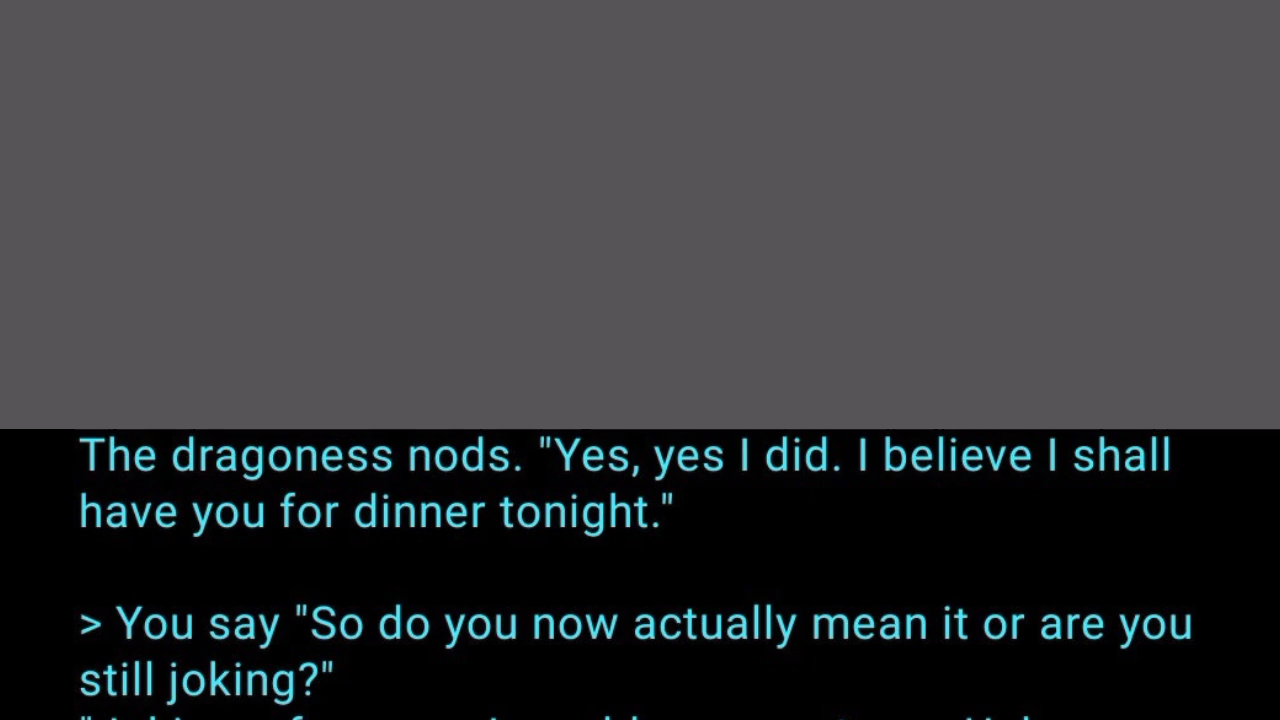 The dragoness nods. "Yes, yes I did. I believe I shall
have you for dinner tonight."
> You say "So do you now actually mean it or are you
still joking?"